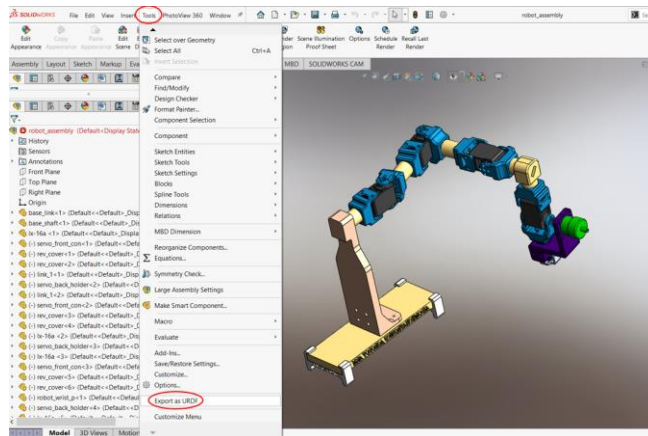 SOLIDWORKS File Edit View Insert Tools PhotoView 360 Window robot_assembly
Edit Appearance
Copy Appearance
Paste Appearance
Edit Scene
Scene Illumination Proof Sheet
Options
Schedule Render
Recall Last Render
Assembly Layout Sketch Markup MBD SOLIDWORKS CAM
Select over Geometry
Select All Ctrl+A
Invert Selection
Compare
Find/Modify
Design Checker
Format Painter...
Component Selection
Component
Sketch Entities
Sketch Tools
Sketch Settings
Blocks
Spline Tools
Dimensions
Relations
MBD Dimension
Reorganize Components...
Equations...
Symmetry Check...
Large Assembly Settings
Make Smart Component...
Macro
Evaluate
Add-Ins...
Save/Restore Settings...
Customize...
Options...
Export as URDF
Customize Menu
robot_assembly (Default<Display State
History
Sensors
Annotations
Front Plane
Top Plane
Right Plane
Origin
base_link<1> (Default<<Default>_Disp
base_shaft<1> (Default<<Default>_Dis
lx-16a <1> (Default<<Default>_Displa
(-) servo_front_con<1> (Default<<Defa
(-) rev_cover<1> (Default<<Default>_D
(-) rev_cover<2> (Default<<Default>_D
(-) link_1<1> (Default<<Default>_Disp
(-) servo_back_holder<2> (Default<<D
(-) link_1<2> (Default<<Default>_Disp
(-) servo_front_con<2> (Default<<Defa
(-) rev_cover<3> (Default<<Default>_D
(-) rev_cover<4> (Default<<Default>_D
(-) lx-16a <2> (Default<<Default>_Dis
(-) servo_back_holder<3> (Default<<D
(-) lx-16a <3> (Default<<Default>_Dis
(-) servo_front_con<3> (Default<<Defa
(-) rev_cover<5> (Default<<Default>_D
(-) rev_cover<6> (Default<<Default>_D
(-) robot_wrist_p<1> (Default<<Defaul
(-) servo_back_holder<4> (Default<<D
Model 3D Views Motion